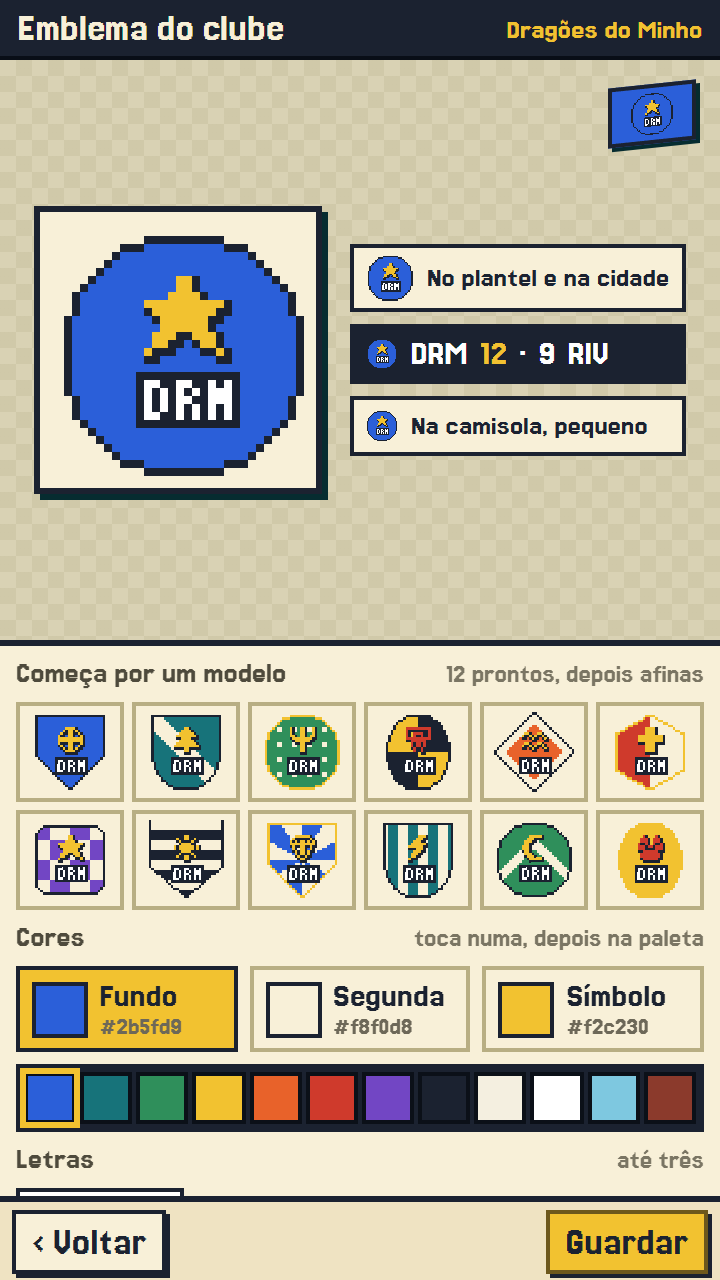 Emblema do clube
Dragões do Minho
DRM
DRM
No plantel e na cidade
DRM 12 · 9 RIV
Na camisola, pequeno
Começa por um modelo
12 prontos, depois afinas
DRM DRM DRM DRM DRM DRM
DRM DRM DRM DRM DRM DRM
Cores
toca numa, depois na paleta
Fundo
#2b5fd9
Segunda
#f8f0d8
Símbolo
#f2c230
Letras
até três
‹ Voltar
Guardar